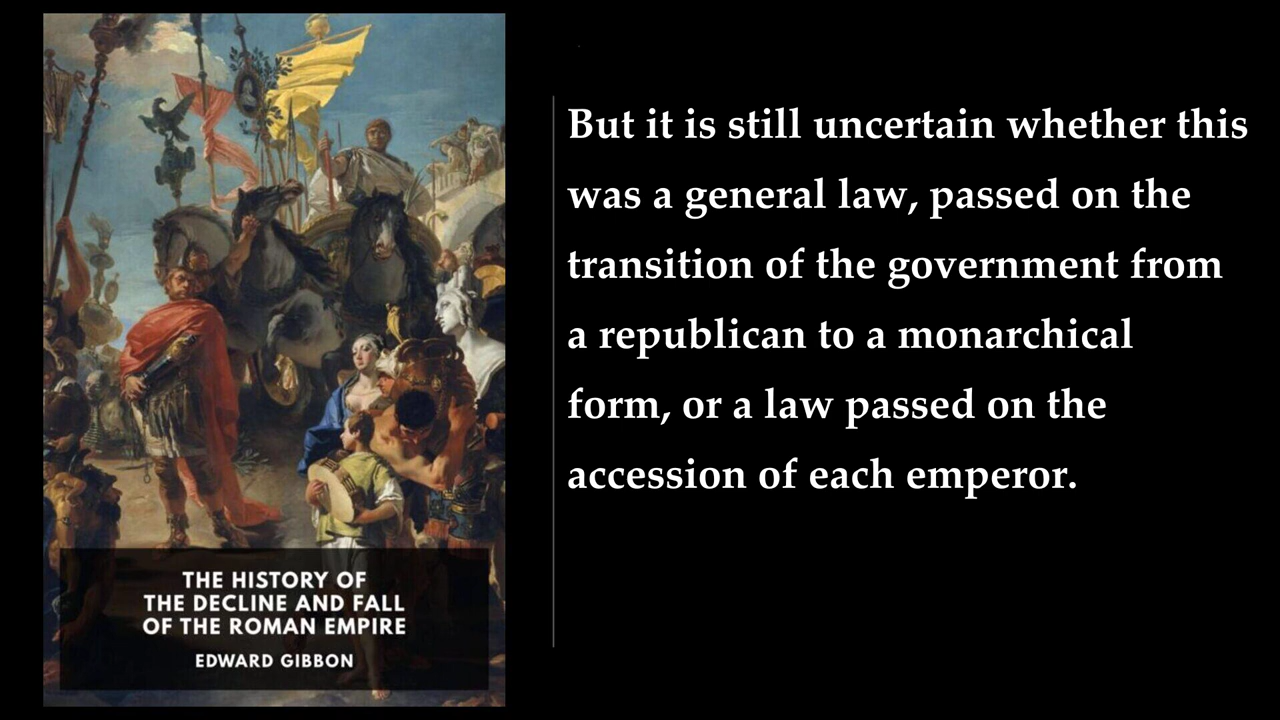 But it is still uncertain whether this
was a general law, passed on the
transition of the government from
a republican to a monarchical
form, or a law passed on the
accession of each emperor.
THE HISTORY OF
THE DECLINE AND FALL
OF THE ROMAN EMPIRE
EDWARD GIBBON